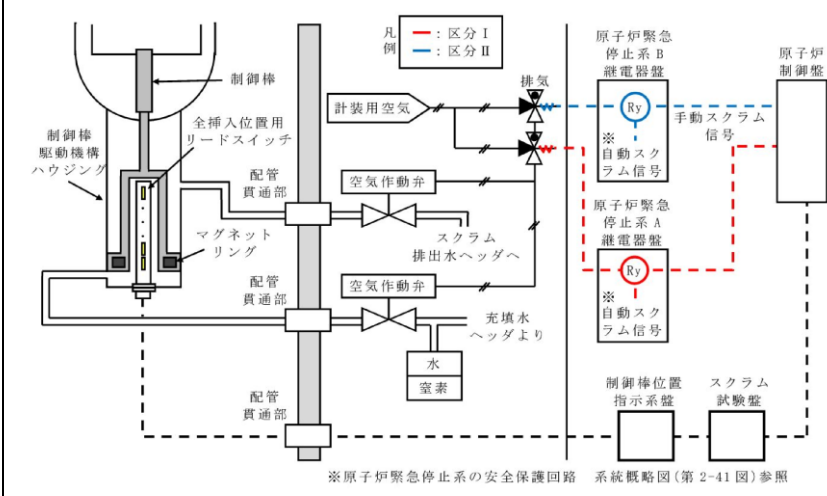 凡例
━：区分Ⅰ
━：区分Ⅱ
原子炉緊急
停止系B
継電器盤
原子炉
制御盤
排気
制御棒
計装用空気
Ry
手動スクラム
信号
※
自動スク
ラム信号
全挿入位置用
リードスイッチ
制御棒
駆動機構
ハウジング
配管
貫通部
空気作動弁
スクラム
排出水ヘッダへ
原子炉緊急
停止系A
継電器盤
Ry
※
自動スク
ラム信号
マグネット
リング
配管
貫通部
空気作動弁
充填水
ヘッダより
水
窒素
配管
貫通部
制御棒位置
指示系盤
スクラム
試験盤
※原子炉緊急停止系の安全保護回路 系統概略図(第2-41図)参照